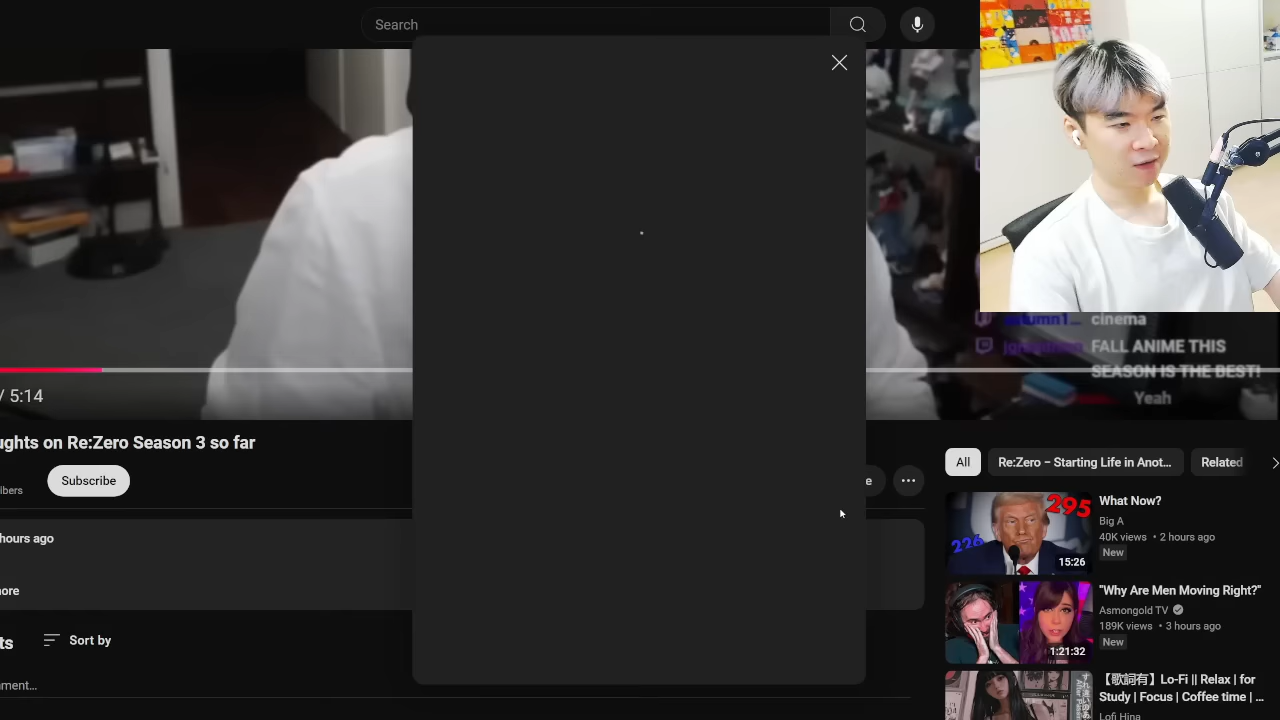 Search
cinema
FALL ANIME THIS
SEASON IS THE BEST!
Yeah
/ 5:14
ughts on Re:Zero Season 3 so far
Subscribe
ibers
e
All
Re:Zero − Starting Life in Anot...
Related
hours ago
ore
ts
Sort by
ment...
295
226
15:26
What Now?
Big A
40K views • 2 hours ago
New
1:21:32
"Why Are Men Moving Right?"
Asmongold TV
189K views • 3 hours ago
New
【歌詞有】Lo-Fi || Relax | for
Study | Focus | Coffee time | ...
Lofi Hina